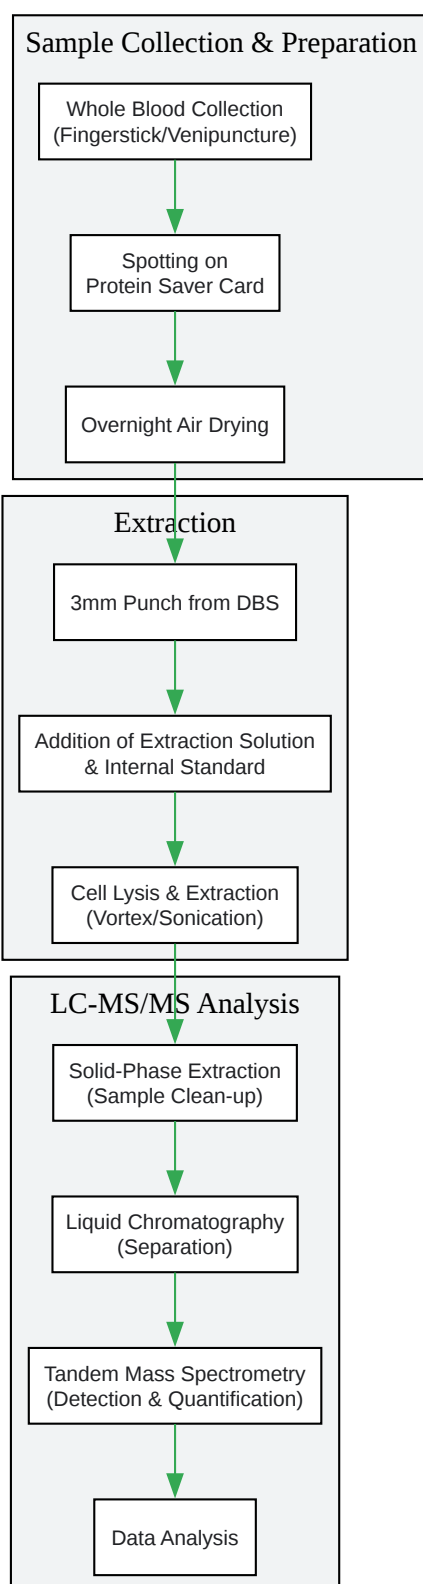 Sample Collection & Preparation
Whole Blood Collection
(Fingerstick/Venipuncture)
Spotting on
Protein Saver Card
Overnight Air Drying
Extraction
3mm Punch from DBS
Addition of Extraction Solution
& Internal Standard
Cell Lysis & Extraction
(Vortex/Sonication)
LC-MS/MS Analysis
Solid-Phase Extraction
(Sample Clean-up)
Liquid Chromatography
(Separation)
Tandem Mass Spectrometry
(Detection & Quantification)
Data Analysis